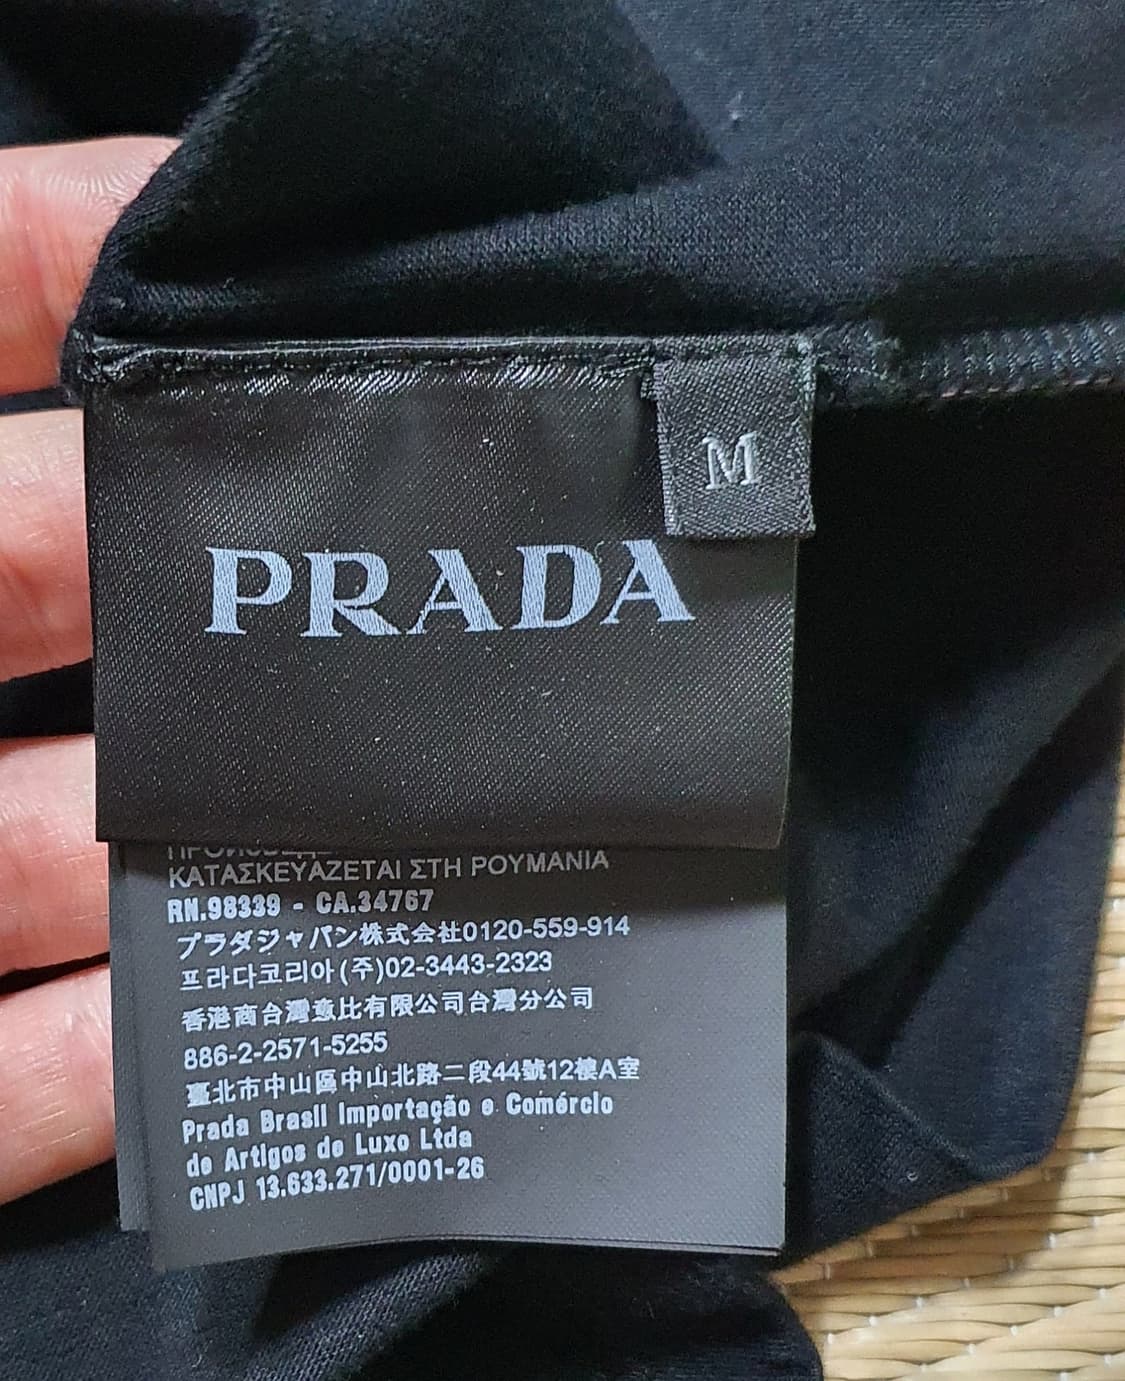 M
PRADA
ΚΑΤΑΣΚΕΥΑΖΕΤΑΙ ΣΤΗ ΡΟΥΜΑΝΙΑ
RN.98339 - CA.34767
プラダジャパン株式会社0120-559-914
프라다코리아(주)02-3443-2323
香港商台灣意比有限公司台灣分公司
886-2-2571-5255
臺北市中山區中山北路二段44號12樓A室
Prada Brasil Importação e Comércio
de Artigos de Luxo Ltda
CNPJ 13.633.271/0001-26